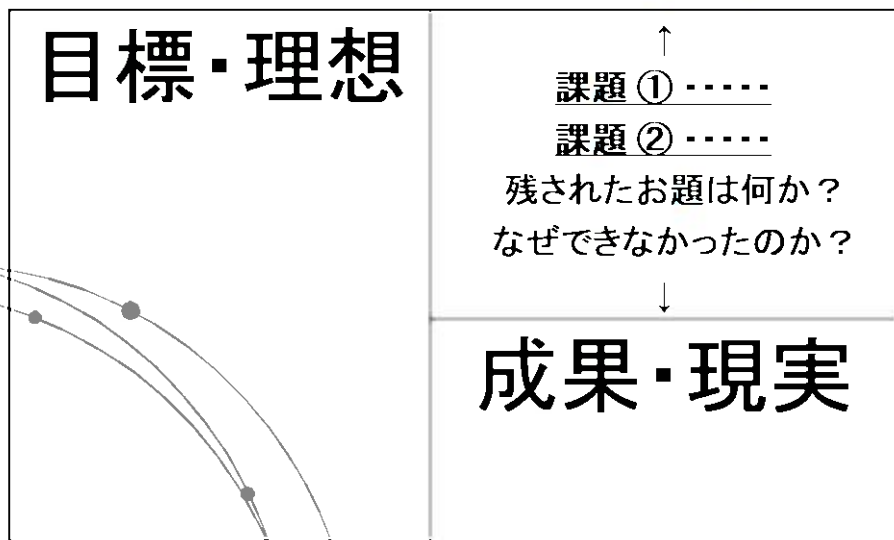 目標・理想
↑
課題 ① ・・・・・
課題 ② ・・・・・
残されたお題は何か？
なぜできなかったのか？
↓
成果・現実